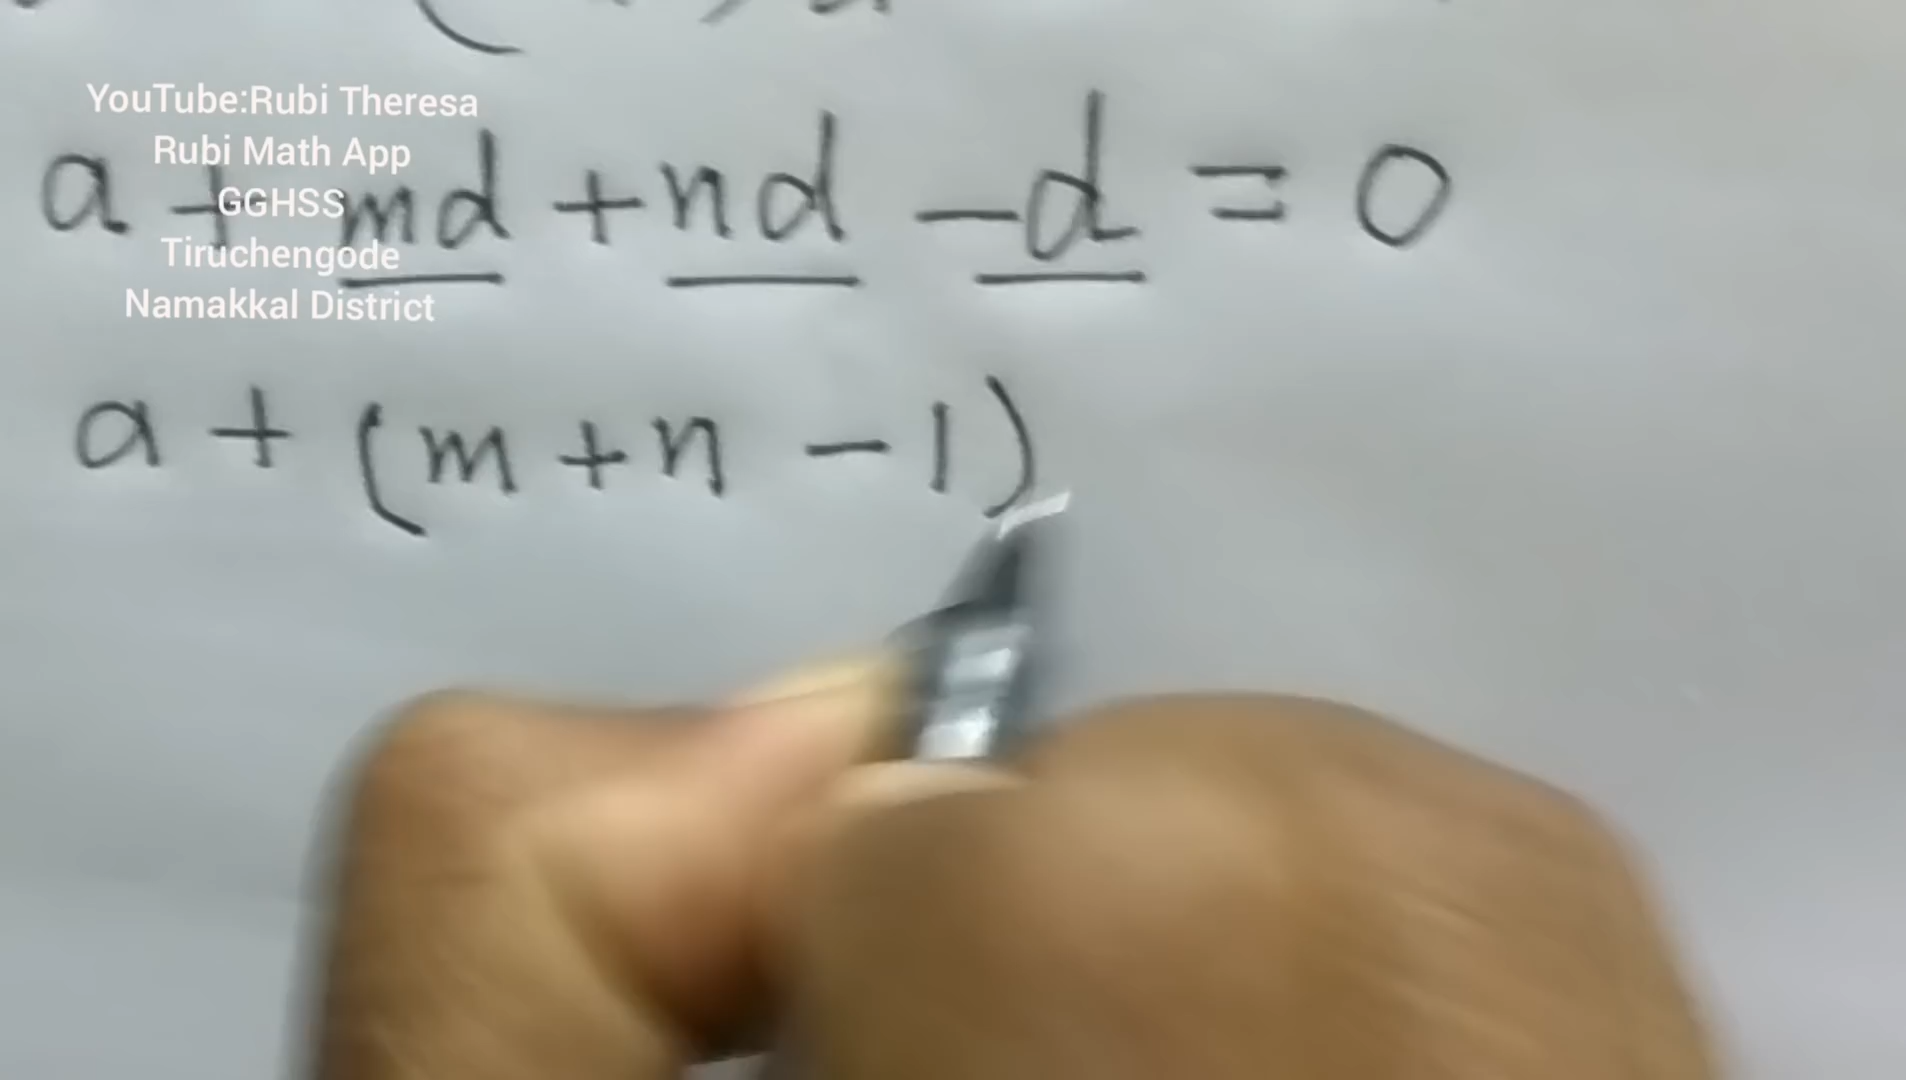 YouTube:Rubi Theresa
Rubi Math App
GGHSS
Tiruchengode
Namakkal District
a + md + nd - d = 0
a + (m + n - 1)